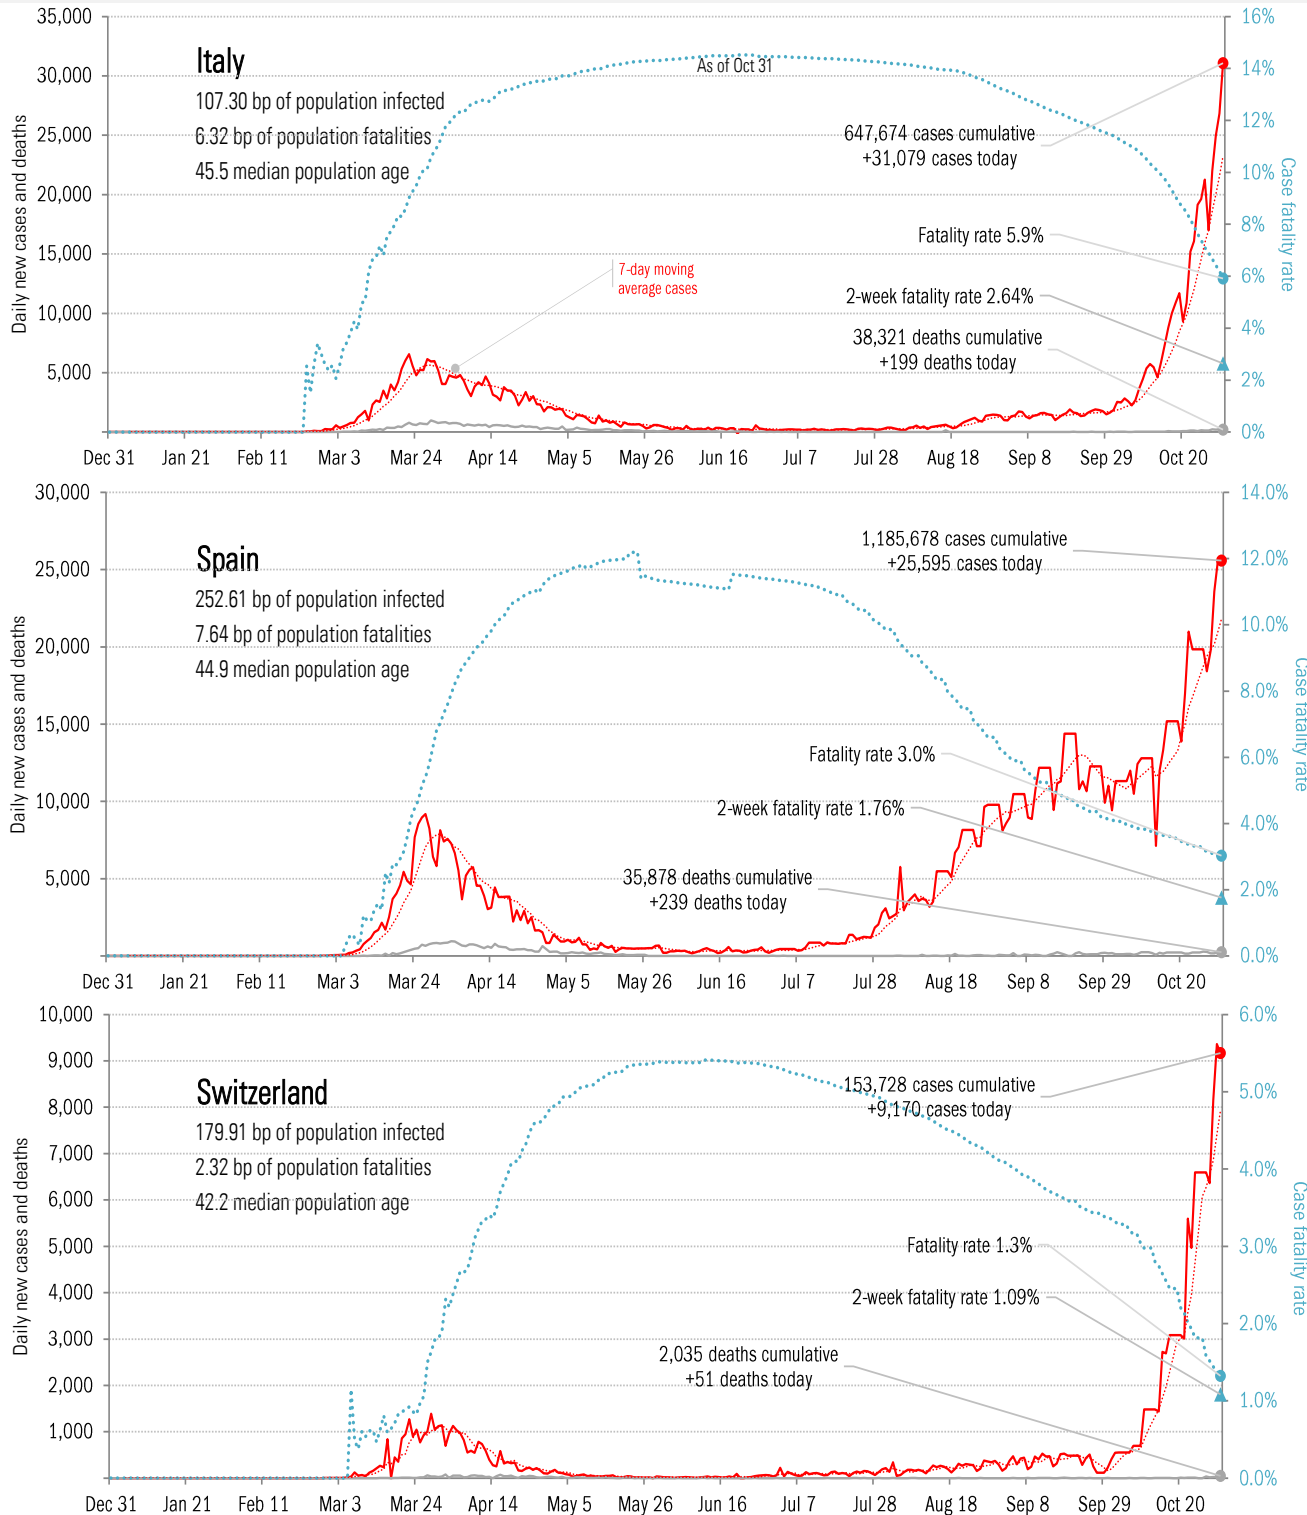 35,000
30,000
25,000
20,000
15,000
10,000
5,000
Daily new cases and deaths
Italy
107.30 bp of population infected
6.32 bp of population fatalities
45.5 median population age
As of Oct 31
7-day moving
average cases
647,674 cases cumulative
+31,079 cases today
Fatality rate 5.9%
2-week fatality rate 2.64%
38,321 deaths cumulative
+199 deaths today
16%
14%
12%
10%
8%
6%
4%
2%
0%
Case fatality rate
Dec 31 Jan 21 Feb 11 Mar 3 Mar 24 Apr 14 May 5 May 26 Jun 16 Jul 7 Jul 28 Aug 18 Sep 8 Sep 29 Oct 20
30,000
25,000
20,000
15,000
10,000
5,000
Daily new cases and deaths
Spain
252.61 bp of population infected
7.64 bp of population fatalities
44.9 median population age
1,185,678 cases cumulative
+25,595 cases today
Fatality rate 3.0%
2-week fatality rate 1.76%
35,878 deaths cumulative
+239 deaths today
14.0%
12.0%
10.0%
8.0%
6.0%
4.0%
2.0%
0.0%
Case fatality rate
Dec 31 Jan 21 Feb 11 Mar 3 Mar 24 Apr 14 May 5 May 26 Jun 16 Jul 7 Jul 28 Aug 18 Sep 8 Sep 29 Oct 20
10,000
9,000
8,000
7,000
6,000
5,000
4,000
3,000
2,000
1,000
Daily new cases and deaths
Switzerland
179.91 bp of population infected
2.32 bp of population fatalities
42.2 median population age
153,728 cases cumulative
+9,170 cases today
Fatality rate 1.3%
2-week fatality rate 1.09%
2,035 deaths cumulative
+51 deaths today
6.0%
5.0%
4.0%
3.0%
2.0%
1.0%
0.0%
Case fatality rate
Dec 31 Jan 21 Feb 11 Mar 3 Mar 24 Apr 14 May 5 May 26 Jun 16 Jul 7 Jul 28 Aug 18 Sep 8 Sep 29 Oct 20